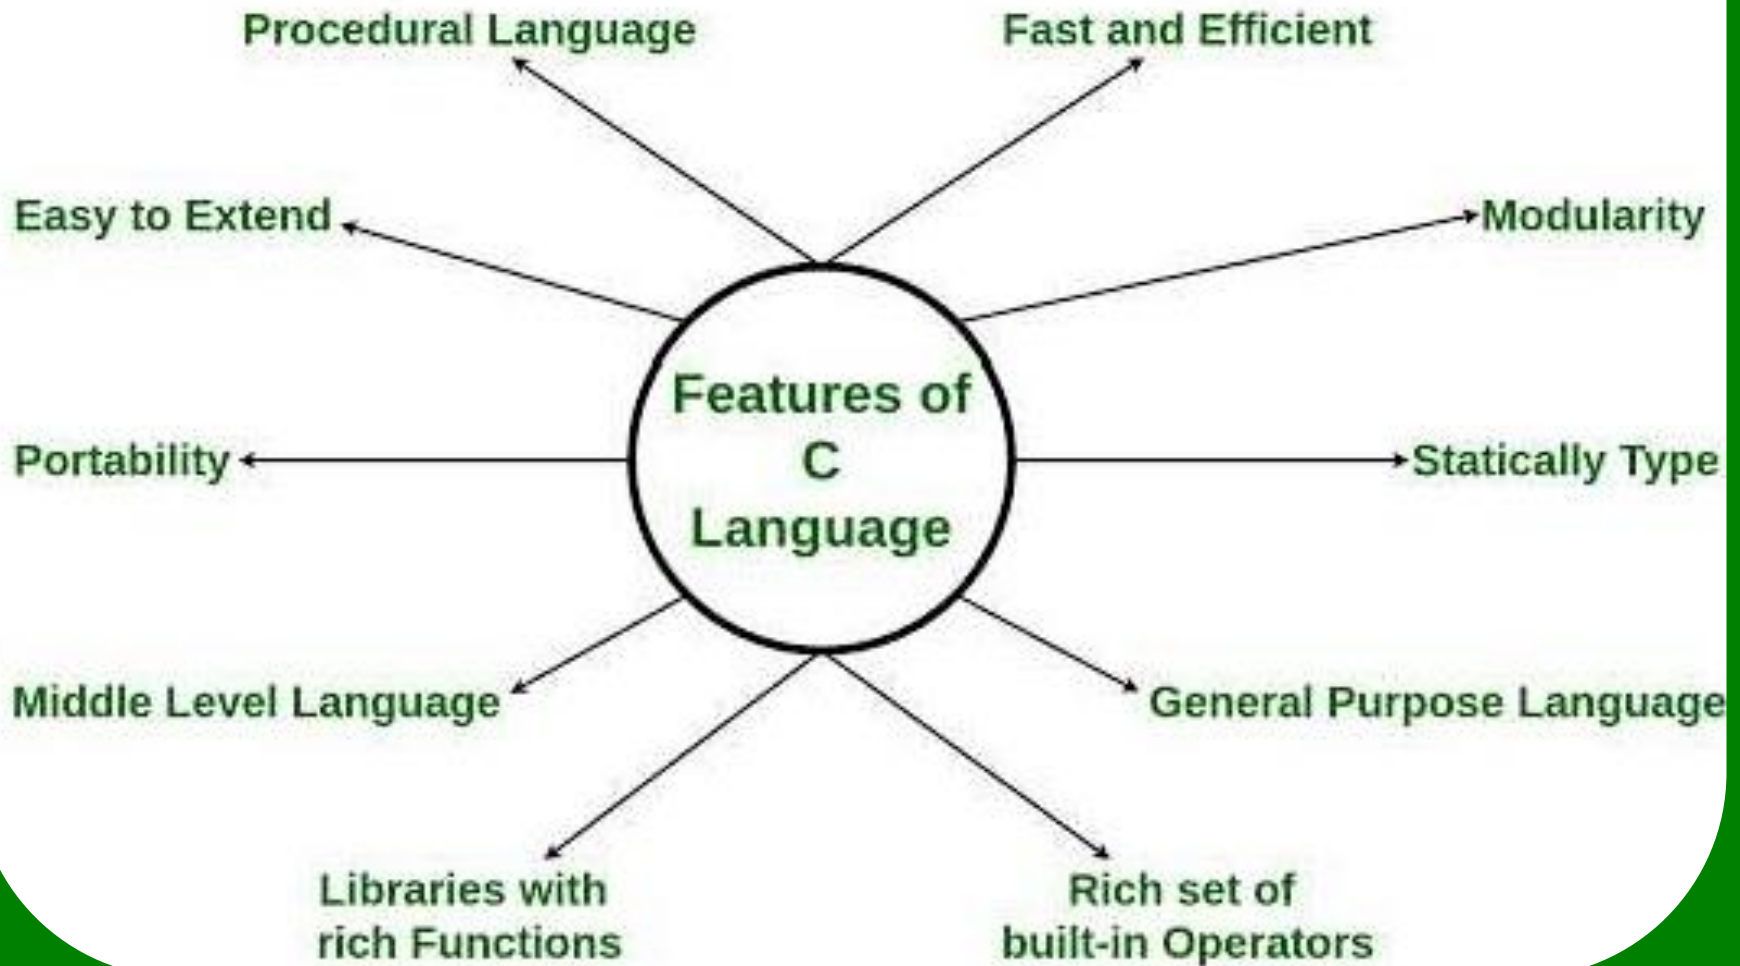 Procedural Language
Fast and Efficient
Easy to Extend
Modularity
Features of
C
Language
Portability
Statically Type
Middle Level Language
General Purpose Language
Libraries with
rich Functions
Rich set of
built-in Operators